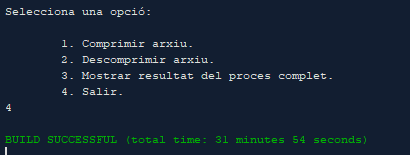 Selecciona una opció:
1. Comprimir arxiu.
2. Descomprimir arxiu.
3. Mostrar resultat del proces complet.
4. Salir.
4
BUILD SUCCESSFUL (total time: 31 minutes 54 seconds)